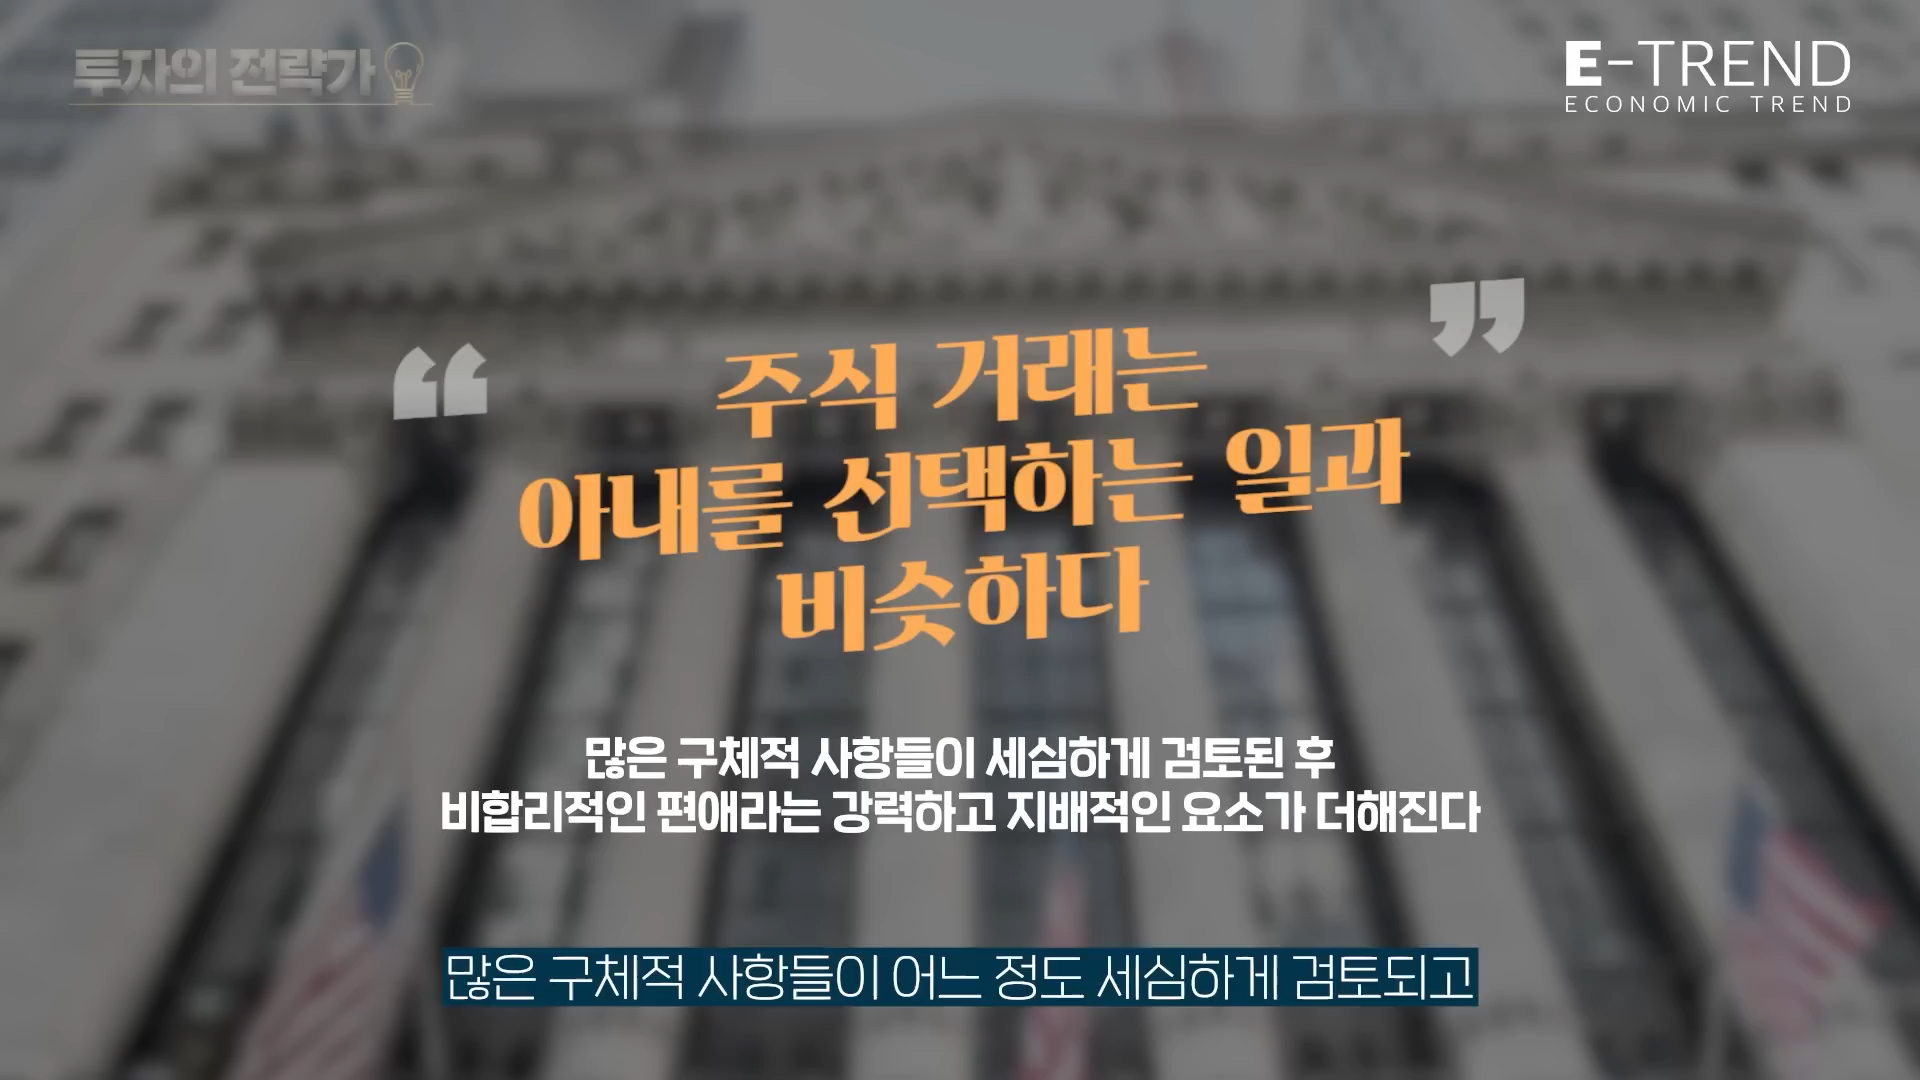 투자의 전략가
E-TREND
ECONOMIC TREND
“ 주식 거래는 ”
아내를 선택하는 일과
비슷하다
많은 구체적 사항들이 세심하게 검토된 후
비합리적인 편애라는 강력하고 지배적인 요소가 더해진다
많은 구체적 사항들이 어느 정도 세심하게 검토되고